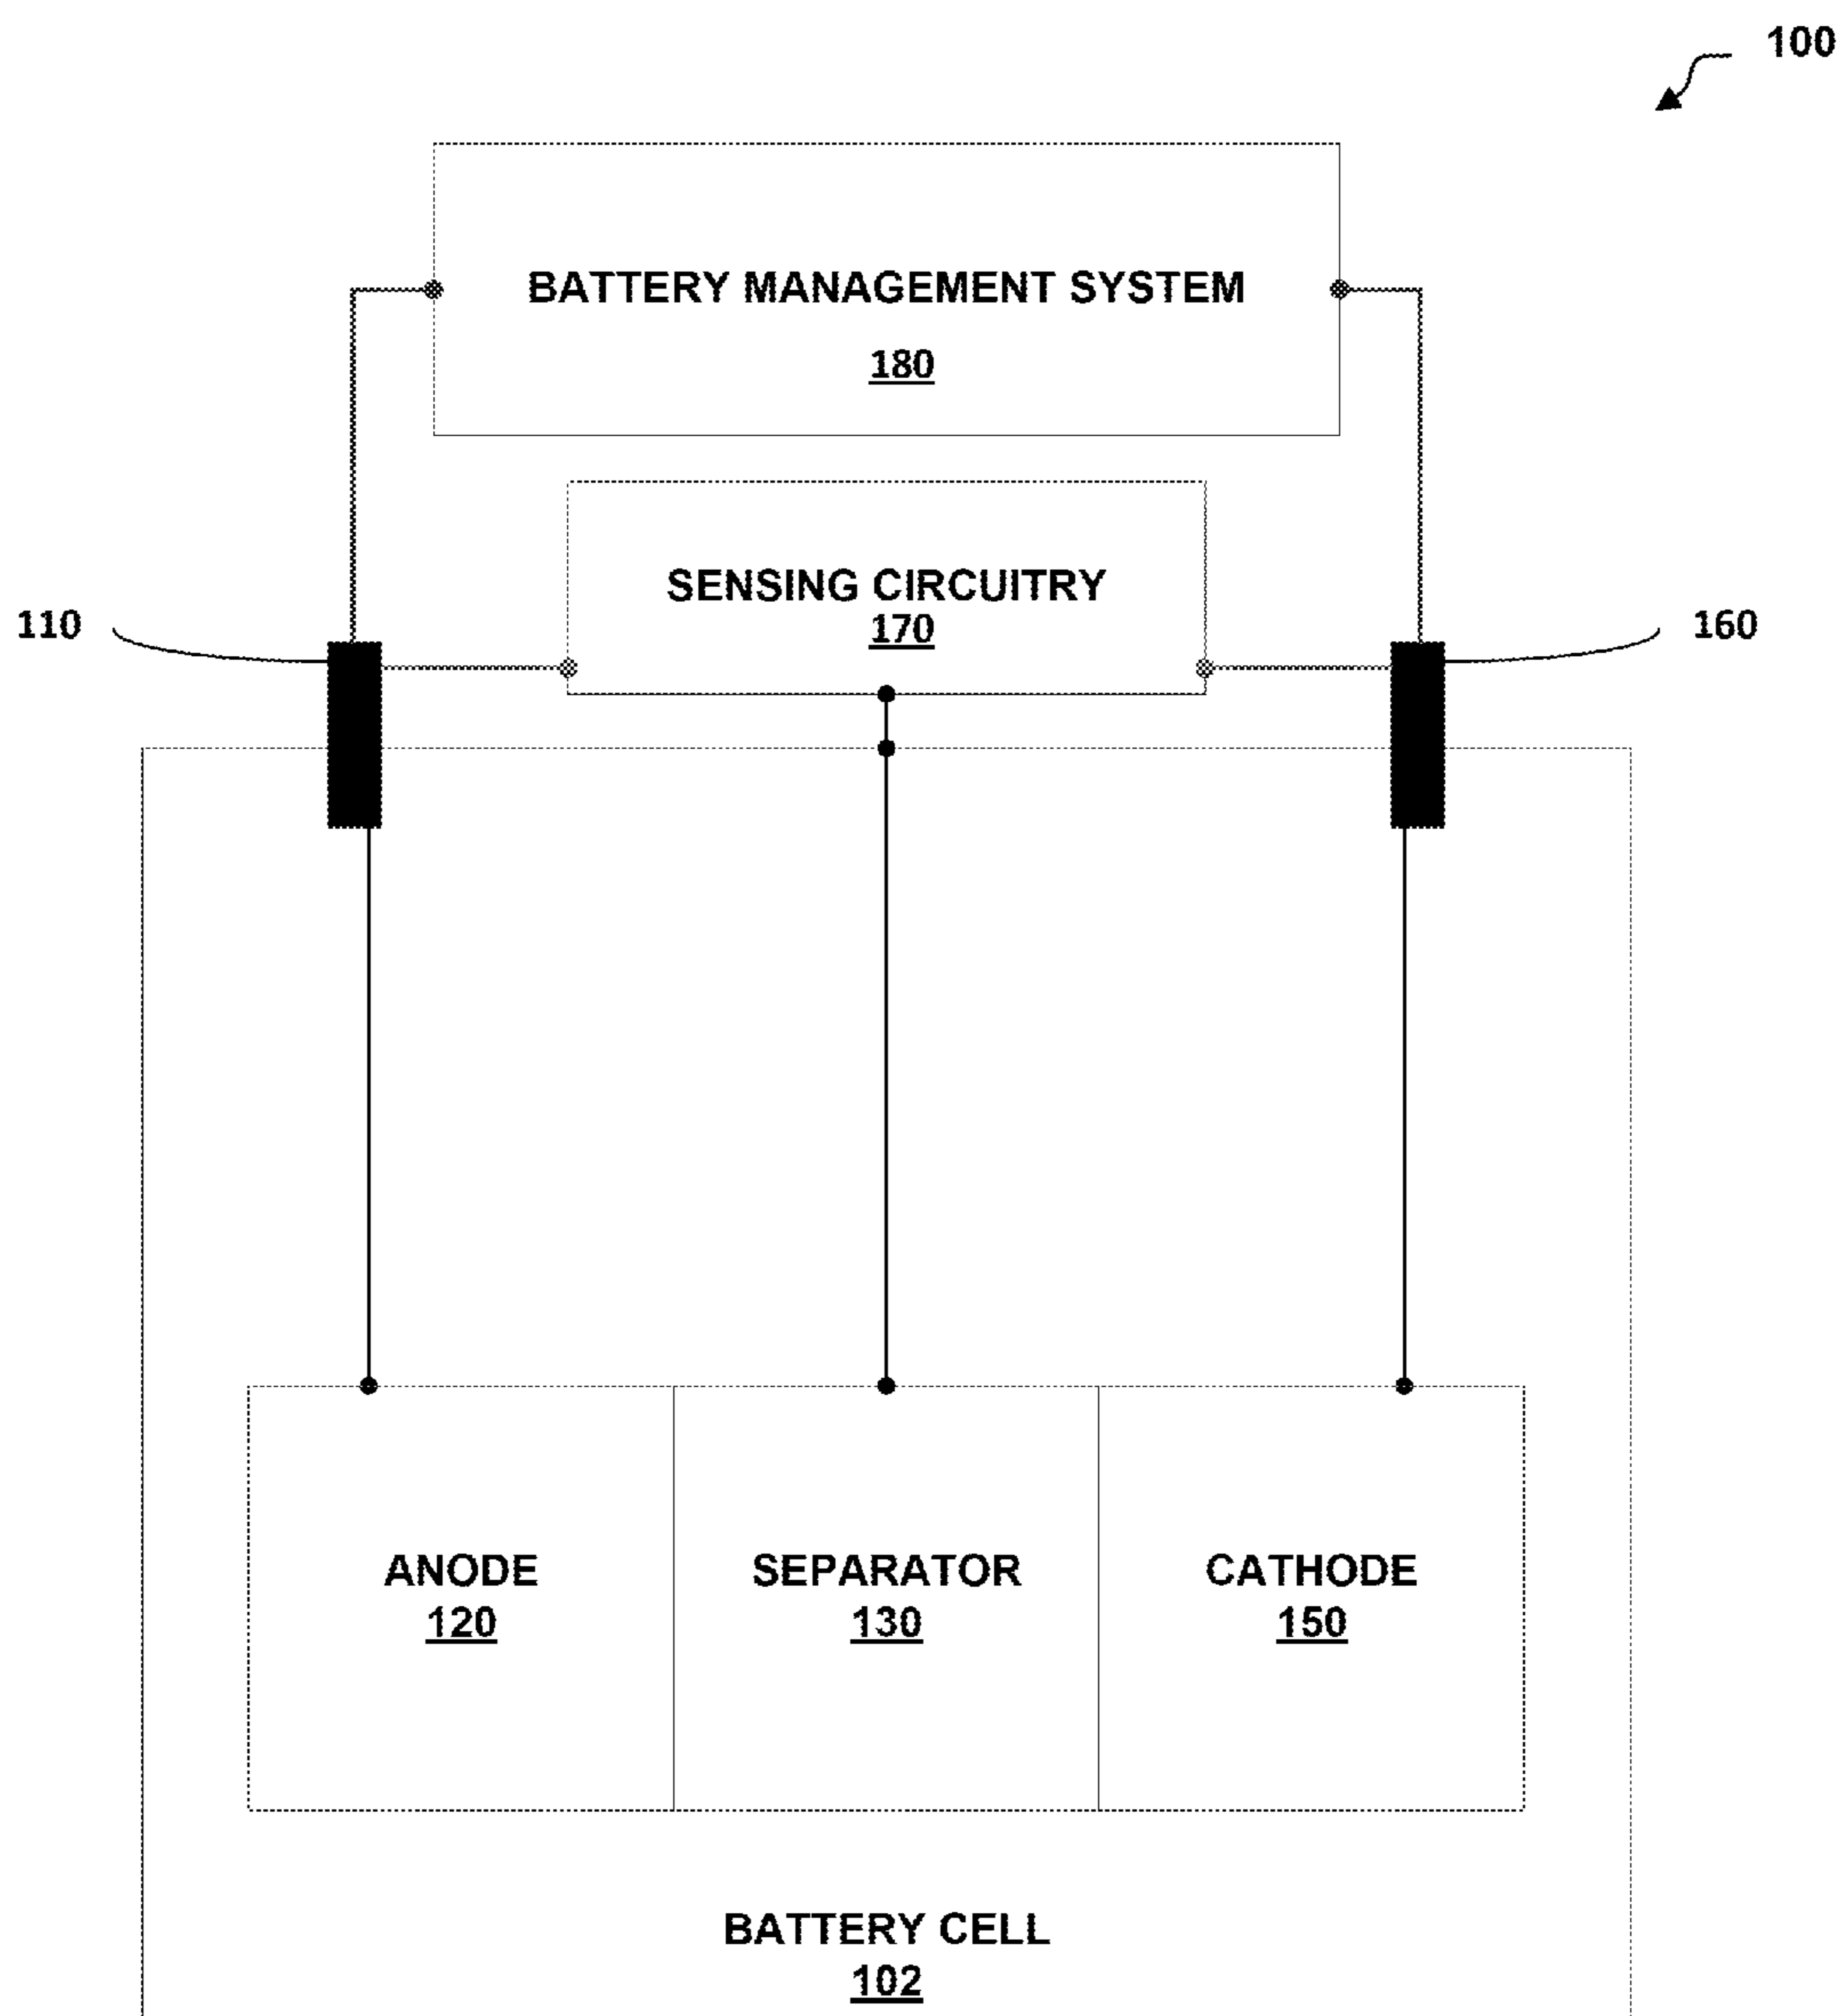 100
BATTERY MANAGEMENT SYSTEM
180
SENSING CIRCUITRY
170
110
160
ANODE
120
SEPARATOR
130
CATHODE
150
BATTERY CELL
102